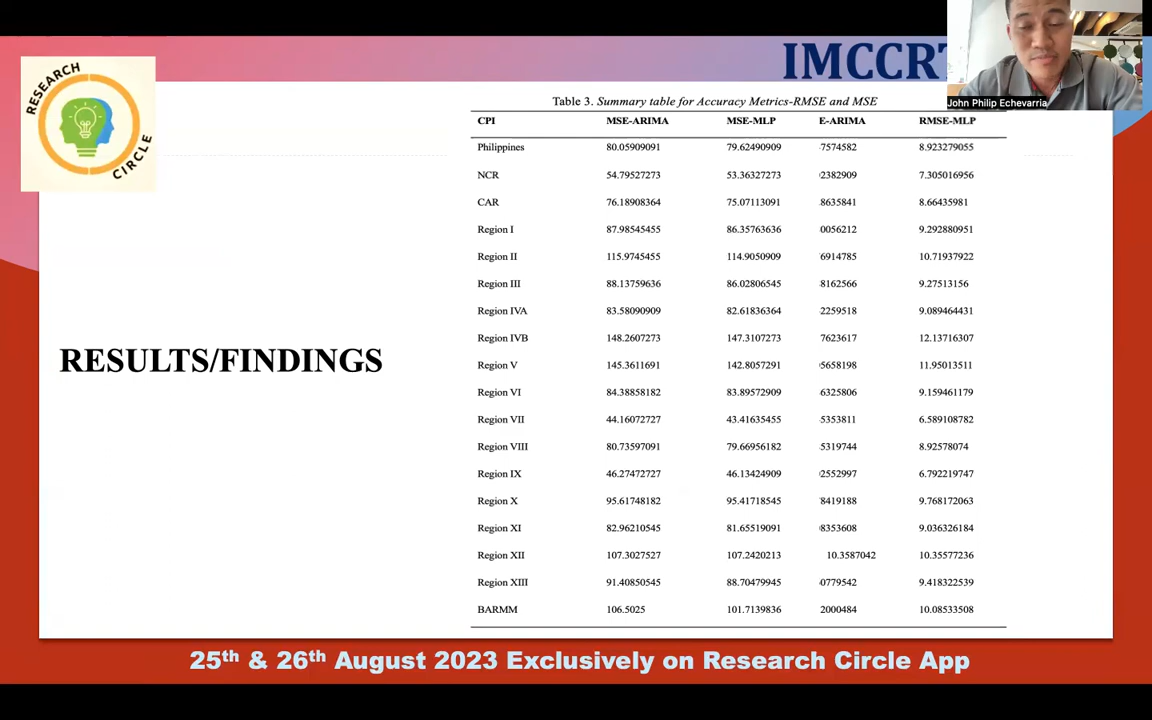 RESEARCH
CIRCLE
IMCCRT
John Philip Echevarria
Table 3. Summary table for Accuracy Metrics-RMSE and MSE
CPI MSE-ARIMA MSE-MLP E-ARIMA RMSE-MLP
Philippines 80.05909091 79.62490909 7574582 8.923279055
NCR 54.79527273 53.36327273 2382909 7.305016956
CAR 76.18908364 75.07113091 8635841 8.66435981
Region I 87.98545455 86.35763636 0056212 9.292880951
Region II 115.9745455 114.9050909 6914785 10.71937922
Region III 88.13759636 86.02806545 8162566 9.27513156
Region IVA 83.58090909 82.61836364 2259518 9.089464431
Region IVB 148.2607273 147.3107273 7623617 12.13716307
Region V 145.3611691 142.8057291 5658198 11.95013511
Region VI 84.38858182 83.89572909 6325806 9.159461179
Region VII 44.16072727 43.41635455 5353811 6.589108782
Region VIII 80.73597091 79.66956182 5319744 8.92578074
Region IX 46.27472727 46.13424909 2552997 6.792219747
Region X 95.61748182 95.41718545 8419188 9.768172063
Region XI 82.96210545 81.65519091 8353608 9.036326184
Region XII 107.3027527 107.2420213 10.3587042 10.35577236
Region XIII 91.40850545 88.70479945 0779542 9.418322539
BARMM 106.5025 101.7139836 2000484 10.08533508
RESULTS/FINDINGS
25th & 26th August 2023 Exclusively on Research Circle App